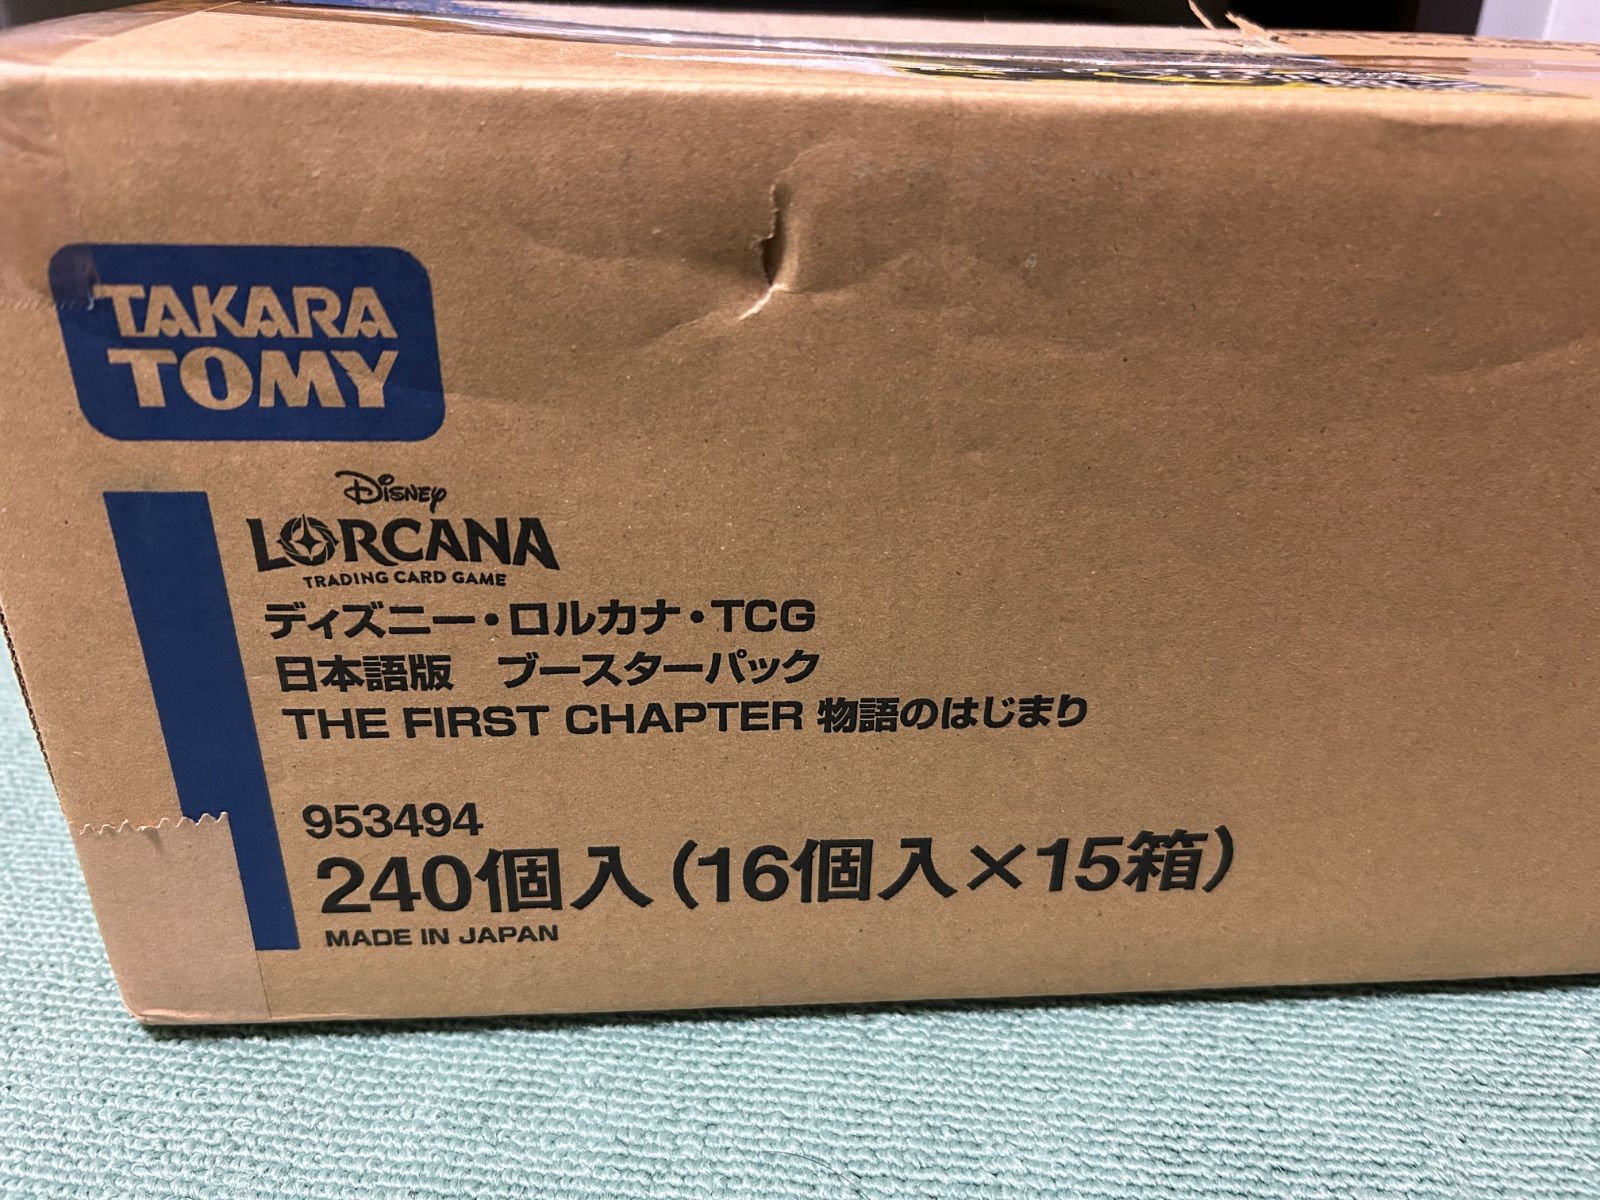 TAKARA
TOMY
Disney
LORCANA
TRADING CARD GAME
ディズニー・ロルカナ・TCG
日本語版　ブースターパック
THE FIRST CHAPTER 物語のはじまり
953494
240個入(16個入×15箱)
MADE IN JAPAN